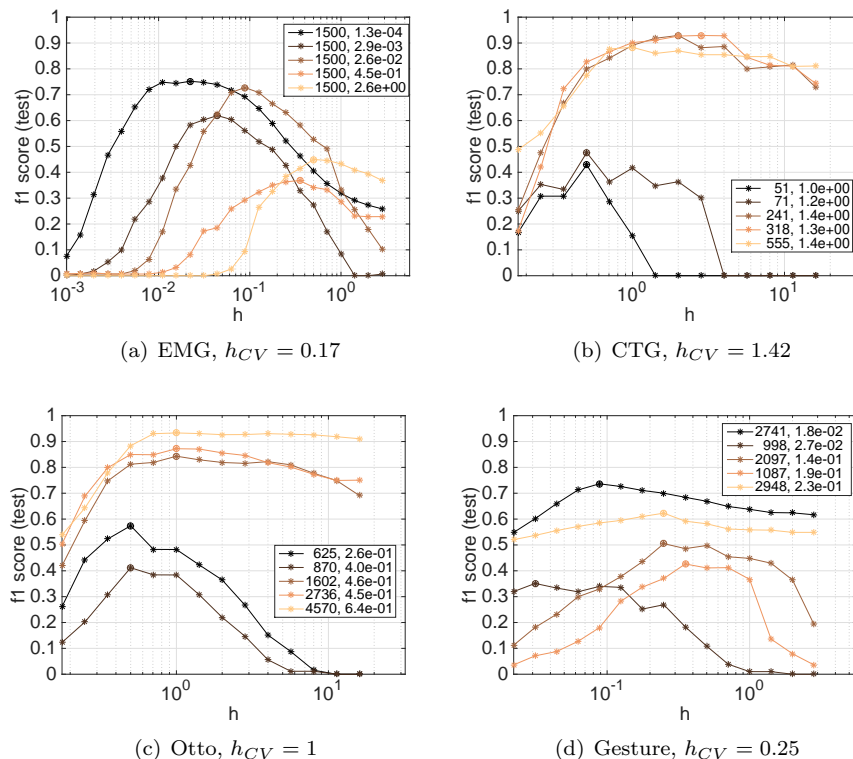 1
0.9
0.8
0.7
0.6
0.5
0.4
0.3
0.2
0.1
0
f1 score (test)
1500, 1.3e-04
1500, 2.9e-03
1500, 2.6e-02
1500, 4.5e-01
1500, 2.6e+00
10^-3 10^-2 10^-1 10^0
h
(a) EMG, h_CV = 0.17
1
0.9
0.8
0.7
0.6
0.5
0.4
0.3
0.2
0.1
0
f1 score (test)
51, 1.0e+00
71, 1.2e+00
241, 1.4e+00
318, 1.3e+00
555, 1.4e+00
10^0 10^1
h
(b) CTG, h_CV = 1.42
1
0.9
0.8
0.7
0.6
0.5
0.4
0.3
0.2
0.1
0
f1 score (test)
625, 2.6e-01
870, 4.0e-01
1602, 4.6e-01
2736, 4.5e-01
4570, 6.4e-01
10^0 10^1
h
(c) Otto, h_CV = 1
1
0.9
0.8
0.7
0.6
0.5
0.4
0.3
0.2
0.1
0
f1 score (test)
2741, 1.8e-02
998, 2.7e-02
2097, 1.4e-01
1087, 1.9e-01
2948, 2.3e-01
10^-1 10^0
h
(d) Gesture, h_CV = 0.25